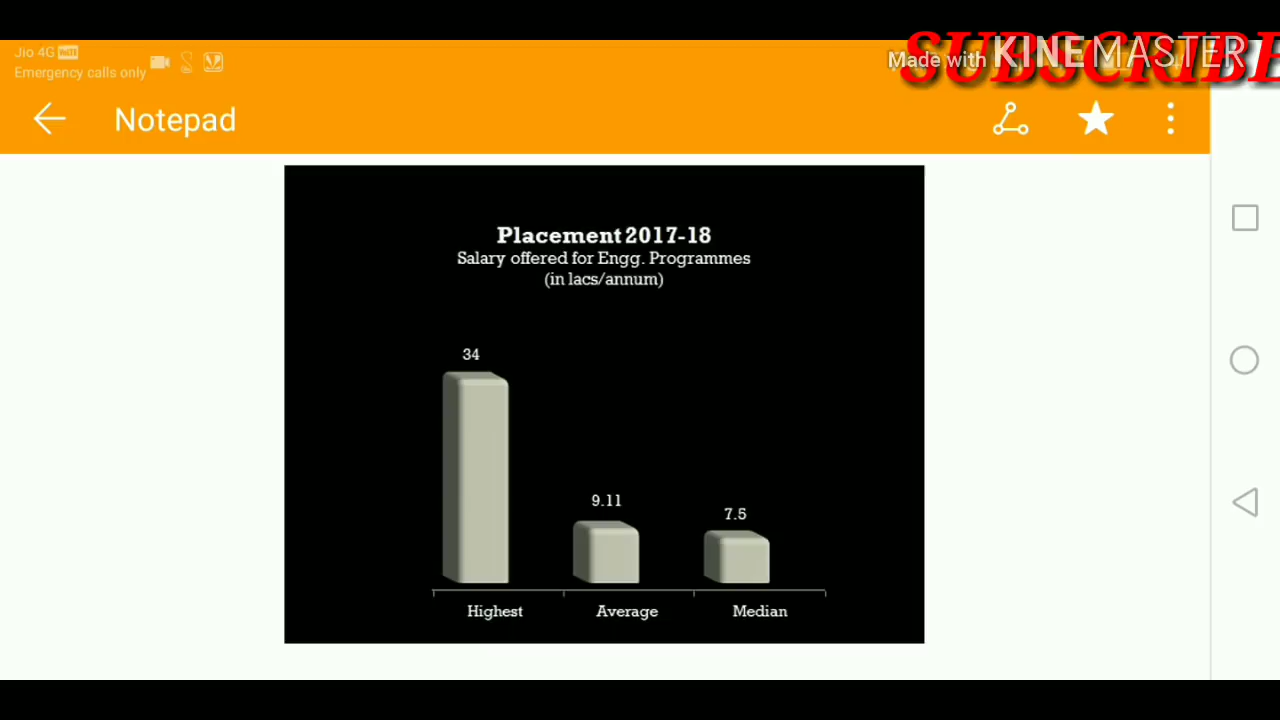 Jio 4G VoLTE
Emergency calls only
SUBSCRIBE
Made with KINEMASTER
Notepad
Placement 2017-18
Salary offered for Engg. Programmes
(in lacs/annum)
34
9.11
7.5
Highest Average Median